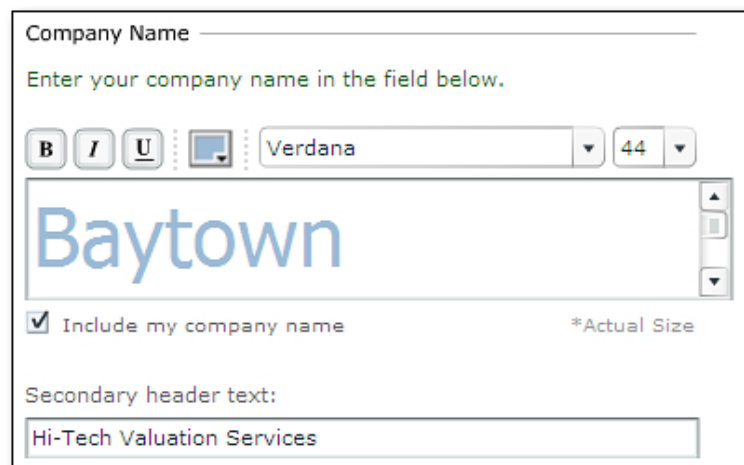 Company Name
Enter your company name in the field below.
B I U Verdana 44
Baytown
Include my company name *Actual Size
Secondary header text:
Hi-Tech Valuation Services